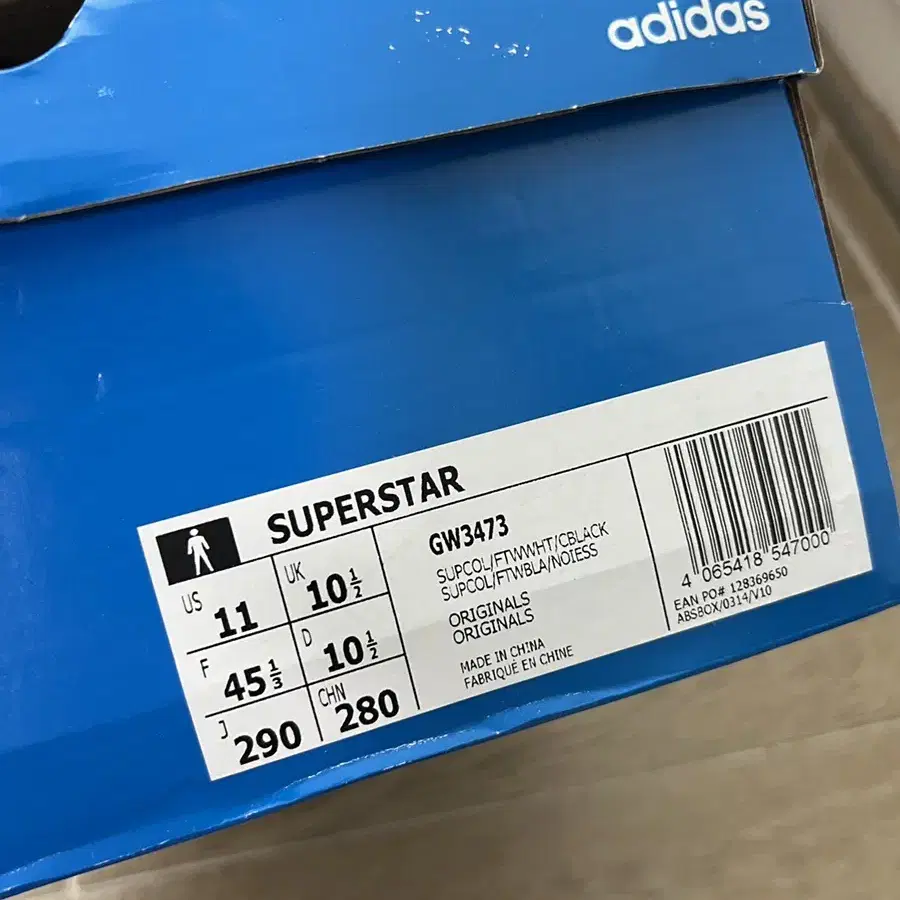 adidas
SUPERSTAR
US 11
UK 10 1/2
F 45 1/3
D 10 1/2
J 290
CHN 280
GW3473
SUPCOL/FTWWHT/CBLACK
SUPCOL/FTWBLA/NOIESS
ORIGINALS
ORIGINALS
MADE IN CHINA
FABRIQUÉ EN CHINE
4 065418 547000
EAN PO# 128369650
ABSBOX/0314/V10